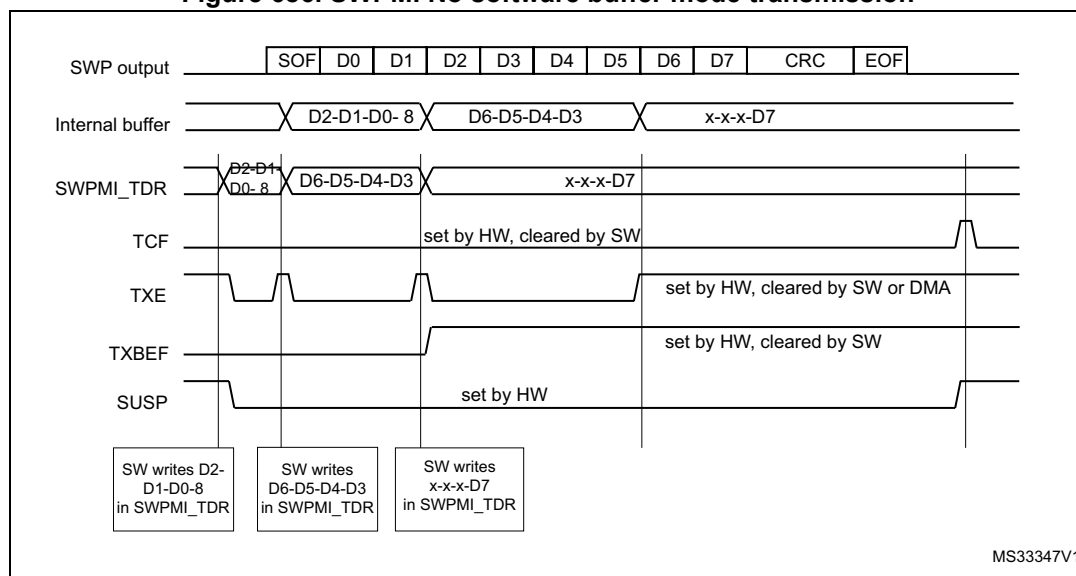 SWPMI No software buffer mode transmission
SWP output SOF D0 D1 D2 D3 D4 D5 D6 D7 CRC EOF
Internal buffer D2-D1-D0- 8 D6-D5-D4-D3 x-x-x-D7
SWPMI_TDR D2-D1-
D0- 8 D6-D5-D4-D3 x-x-x-D7
TCF set by HW, cleared by SW
TXE set by HW, cleared by SW or DMA
TXBEF set by HW, cleared by SW
SUSP set by HW
SW writes D2-
D1-D0-8
in SWPMI_TDR
SW writes
D6-D5-D4-D3
in SWPMI_TDR
SW writes
x-x-x-D7
in SWPMI_TDR
MS33347V1